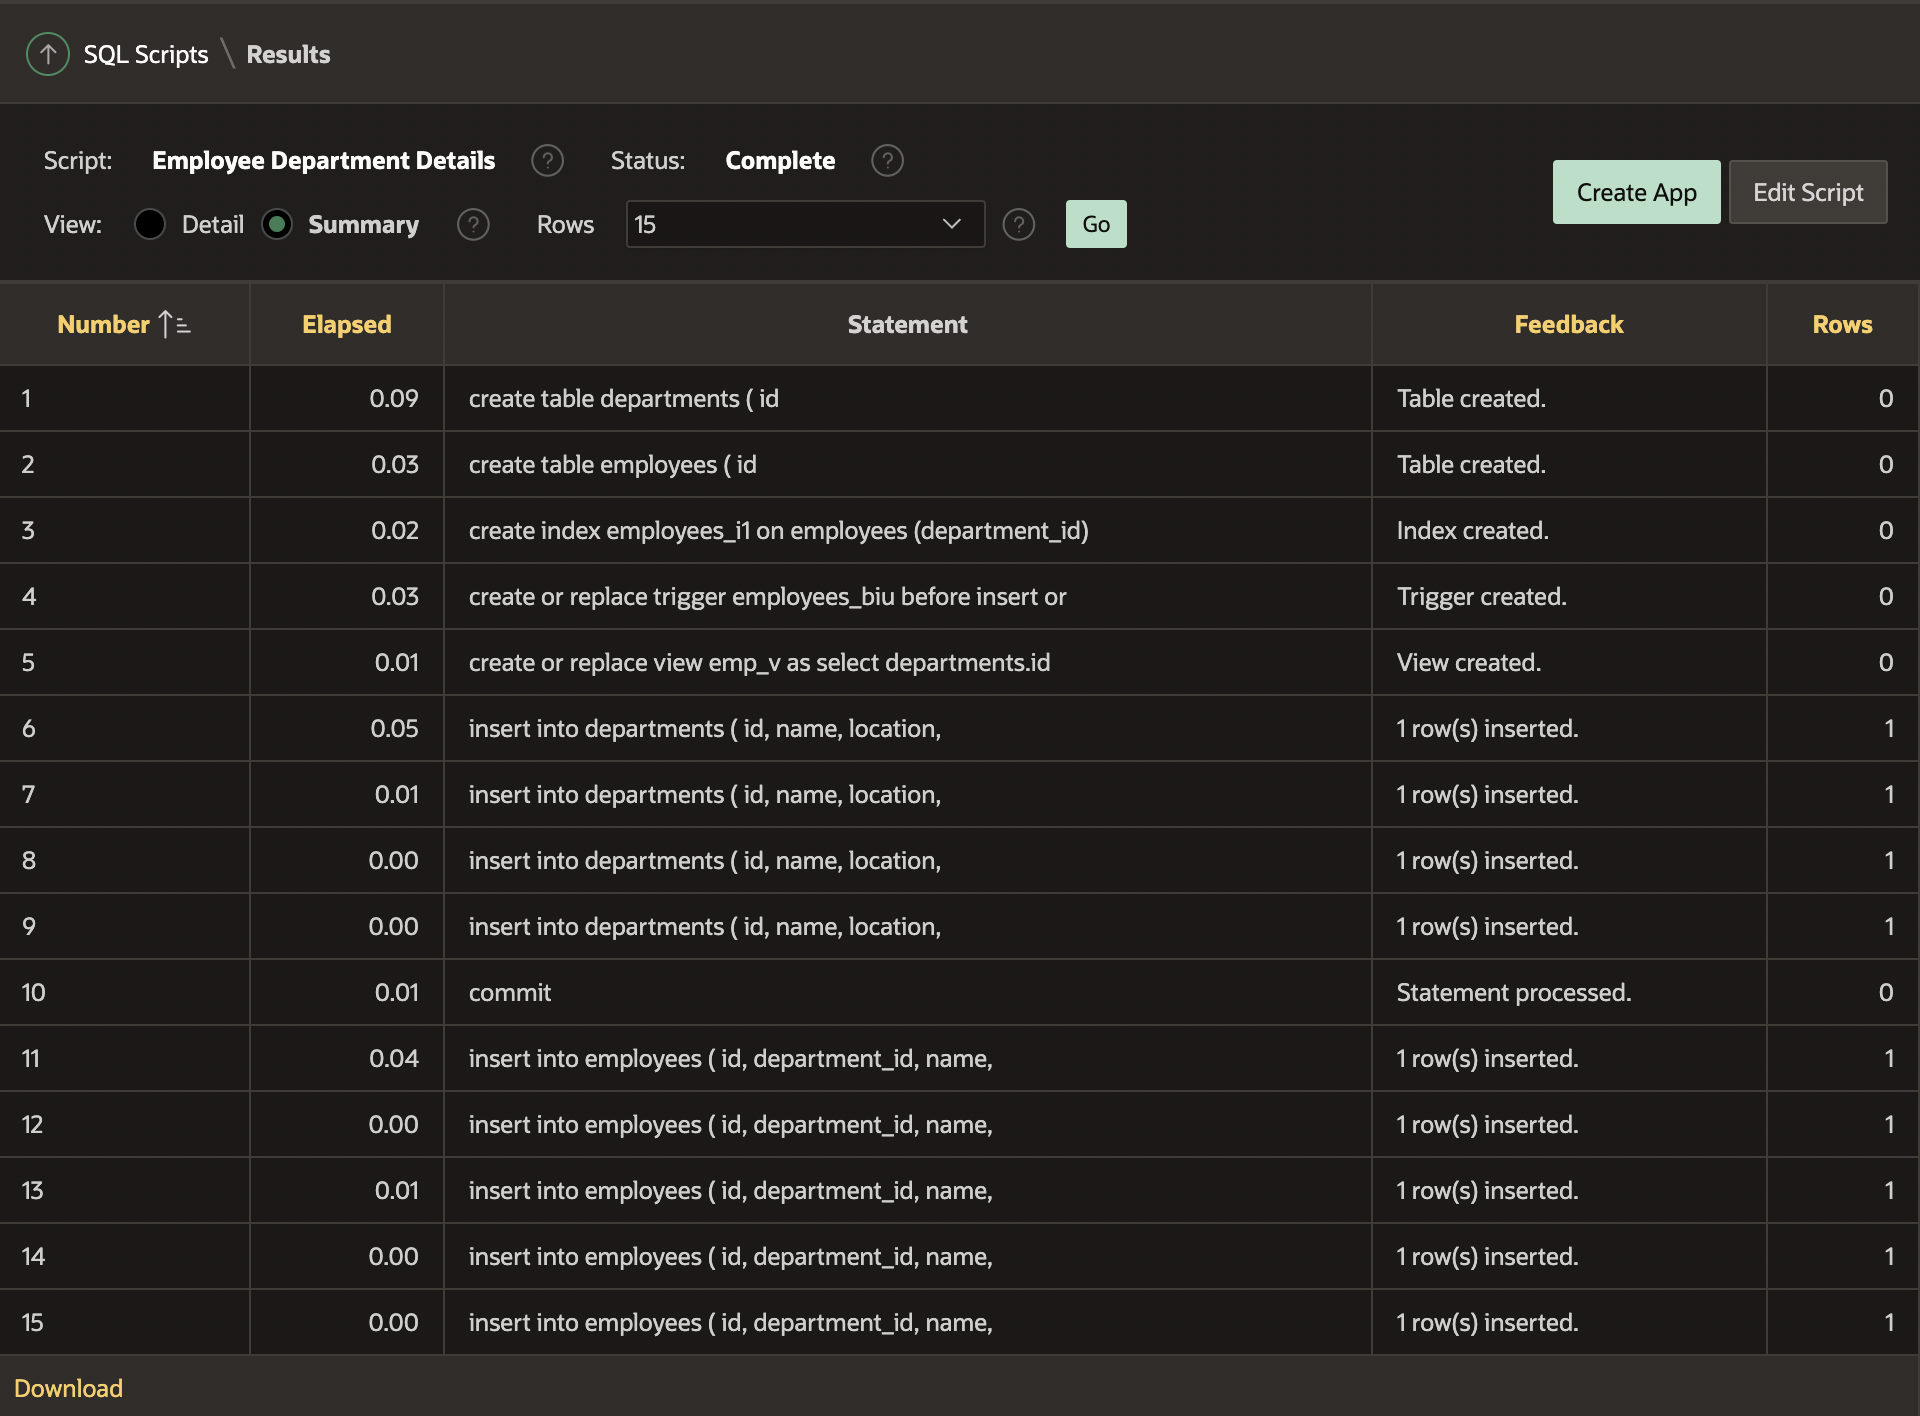 SQL Scripts \ Results
Script: Employee Department Details ? Status: Complete ?
Create App Edit Script
View: Detail Summary ? Rows 15 ? Go
Number Elapsed Statement Feedback Rows
1 0.09 create table departments ( id Table created. 0
2 0.03 create table employees ( id Table created. 0
3 0.02 create index employees_i1 on employees (department_id) Index created. 0
4 0.03 create or replace trigger employees_biu before insert or Trigger created. 0
5 0.01 create or replace view emp_v as select departments.id View created. 0
6 0.05 insert into departments ( id, name, location, 1 row(s) inserted. 1
7 0.01 insert into departments ( id, name, location, 1 row(s) inserted. 1
8 0.00 insert into departments ( id, name, location, 1 row(s) inserted. 1
9 0.00 insert into departments ( id, name, location, 1 row(s) inserted. 1
10 0.01 commit Statement processed. 0
11 0.04 insert into employees ( id, department_id, name, 1 row(s) inserted. 1
12 0.00 insert into employees ( id, department_id, name, 1 row(s) inserted. 1
13 0.01 insert into employees ( id, department_id, name, 1 row(s) inserted. 1
14 0.00 insert into employees ( id, department_id, name, 1 row(s) inserted. 1
15 0.00 insert into employees ( id, department_id, name, 1 row(s) inserted. 1
Download